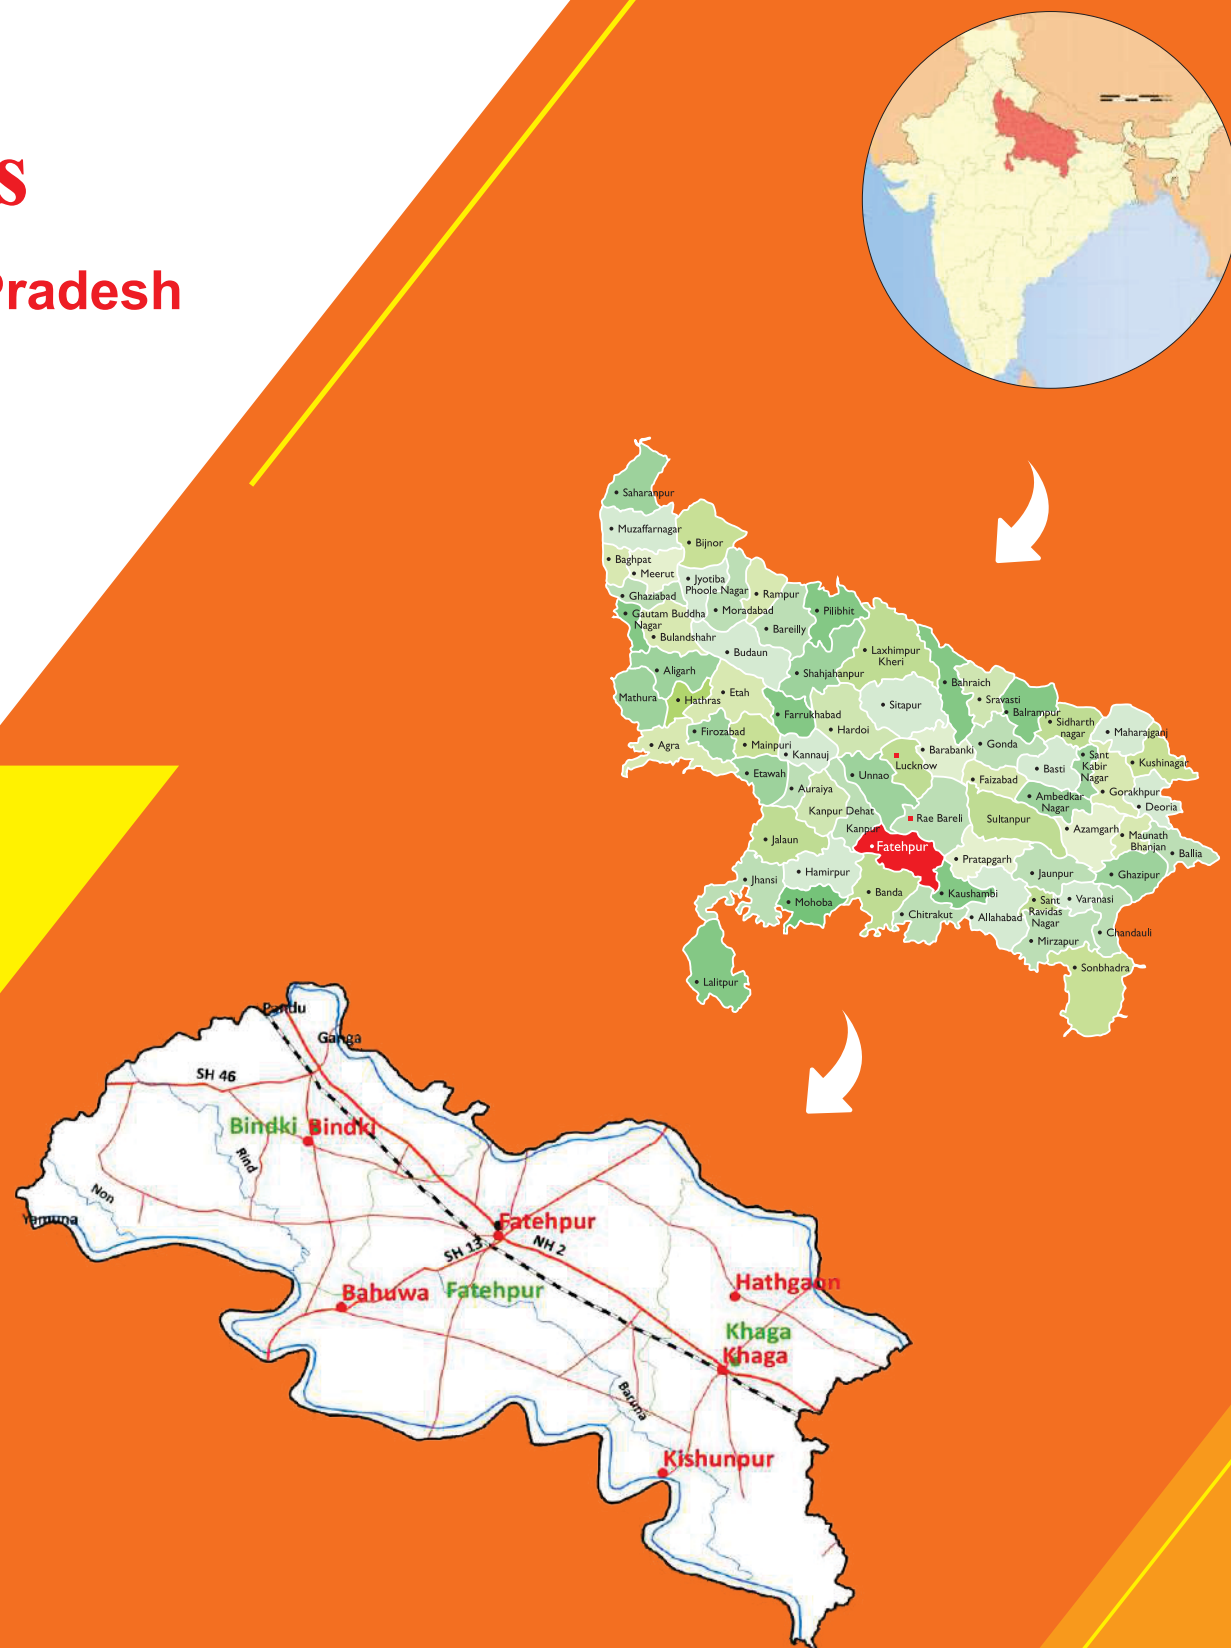 s
Pradesh
Saharanpur
Muzaffarnagar
Bijnor
Baghpat
Meerut
Jyotiba
Phoole Nagar
Ghaziabad
Rampur
Moradabad
Pilibhit
Gautam Buddha
Nagar
Bulandshahr
Bareilly
Budaun
Laxhimpur
Kheri
Aligarh
Shahjahanpur
Bahraich
Mathura
Hathras
Etah
Sravasti
Sitapur
Balrampur
Farrukhabad
Sidharth
nagar
Firozabad
Hardoi
Maharajganj
Agra
Mainpuri
Kannauj
Barabanki
Gonda
Sant
Kabir
Nagar
Lucknow
Basti
Kushinagar
Etawah
Unnao
Faizabad
Auraiya
Ambedkar
Nagar
Gorakhpur
Deoria
Kanpur Dehat
Rae Bareli
Sultanpur
Kanpur
Azamgarh
Maunath
Bhanjan
Jalaun
Fatehpur
Ballia
Pratapgarh
Jhansi
Hamirpur
Jaunpur
Ghazipur
Banda
Kaushambi
Mohoba
Sant
Ravidas
Nagar
Varanasi
Chitrakut
Allahabad
Chandauli
Mirzapur
Sonbhadra
Lalitpur
Pandu
Ganga
SH 46
Bindki
Bindki
Rind
Non
Yamuna
Fatehpur
SH 13
NH 2
Bahuwa
Fatehpur
Hathgaon
Khaga
Khaga
Baruna
Kishunpur